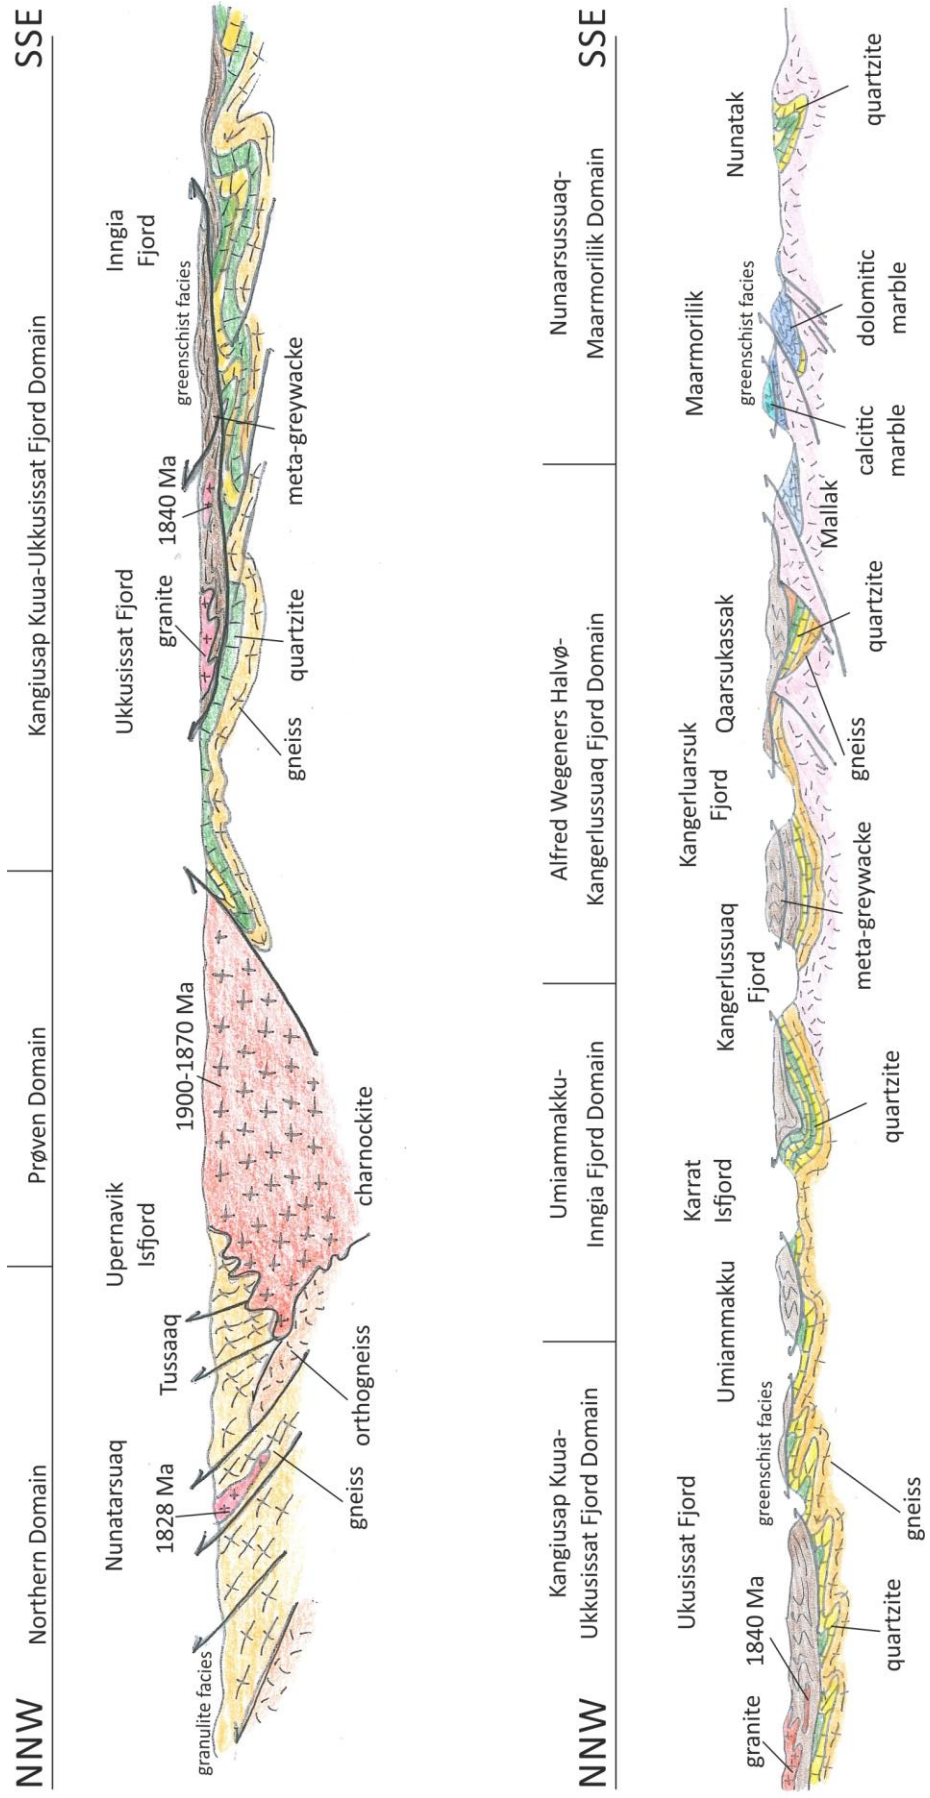 NNW
SSE
Northern Domain
Prøven Domain
Kangiusap Kuua-Ukkusissat Fjord Domain
Nunatarsuaq
1828 Ma
Tussaaq
Upernavik
Isfjord
1900-1870 Ma
Ukkusissat Fjord
granite
1840 Ma
Inngia
Fjord
greenschist facies
granulite facies
gneiss
orthogneiss
charnockite
gneiss
quartzite
meta-greywacke
NNW
SSE
Kangiusap Kuua-
Ukkusissat Fjord Domain
Umiammakku-
Inngia Fjord Domain
Alfred Wegeners Halvø-
Kangerlussuaq Fjord Domain
Nunaarsussuaq-
Maarmorilik Domain
granite
1840 Ma
Ukusissat Fjord
greenschist facies
Umiammakku
Karrat
Isfjord
Kangerlussuaq
Fjord
Kangerluarsuk
Fjord
Qaarsukassak
Maarmorilik
greenschist facies
Nunatak
Mallak
quartzite
gneiss
quartzite
meta-greywacke
gneiss
quartzite
calcitic
marble
dolomitic
marble
quartzite